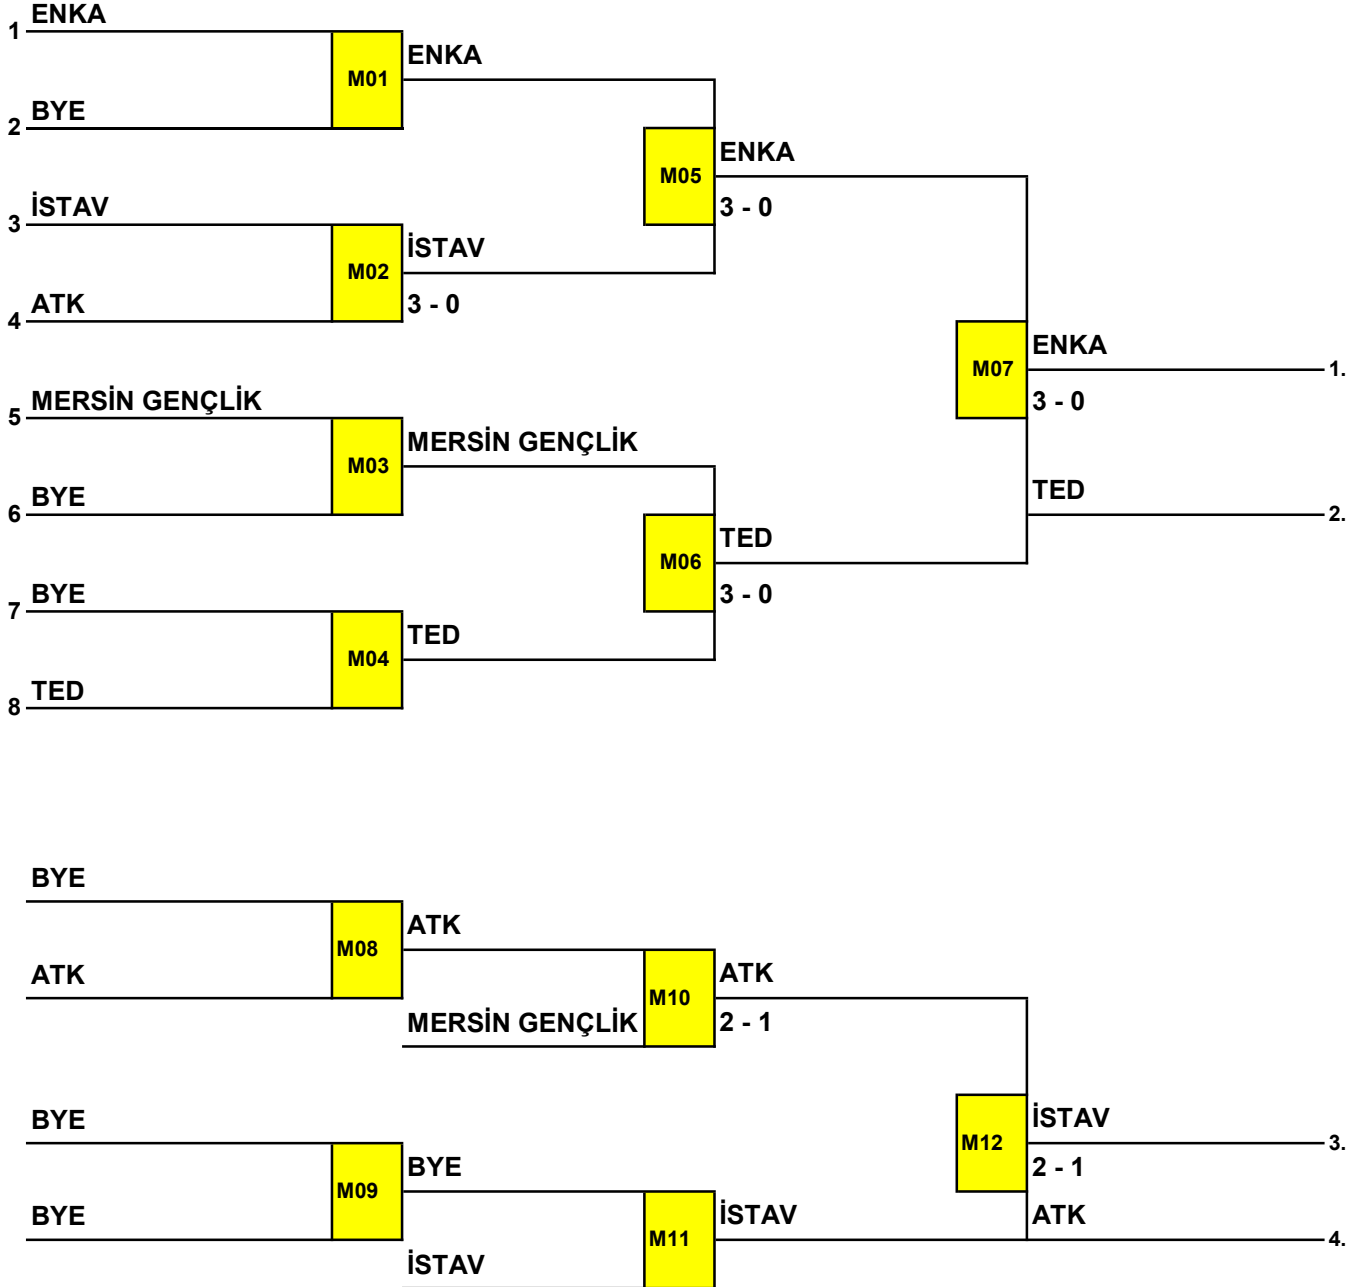 ENKA
1
M01
ENKA
BYE
2
M05
ENKA
3 - 0
İSTAV
3
M02
İSTAV
3 - 0
ATK
4
M07
ENKA
1.
3 - 0
MERSİN GENÇLİK
5
M03
MERSİN GENÇLİK
BYE
6
TED
2.
M06
TED
3 - 0
BYE
7
M04
TED
TED
8
BYE
M08
ATK
ATK
M10
ATK
MERSİN GENÇLİK
2 - 1
BYE
M12
İSTAV
3.
2 - 1
M09
BYE
BYE
M11
İSTAV
ATK
4.
İSTAV